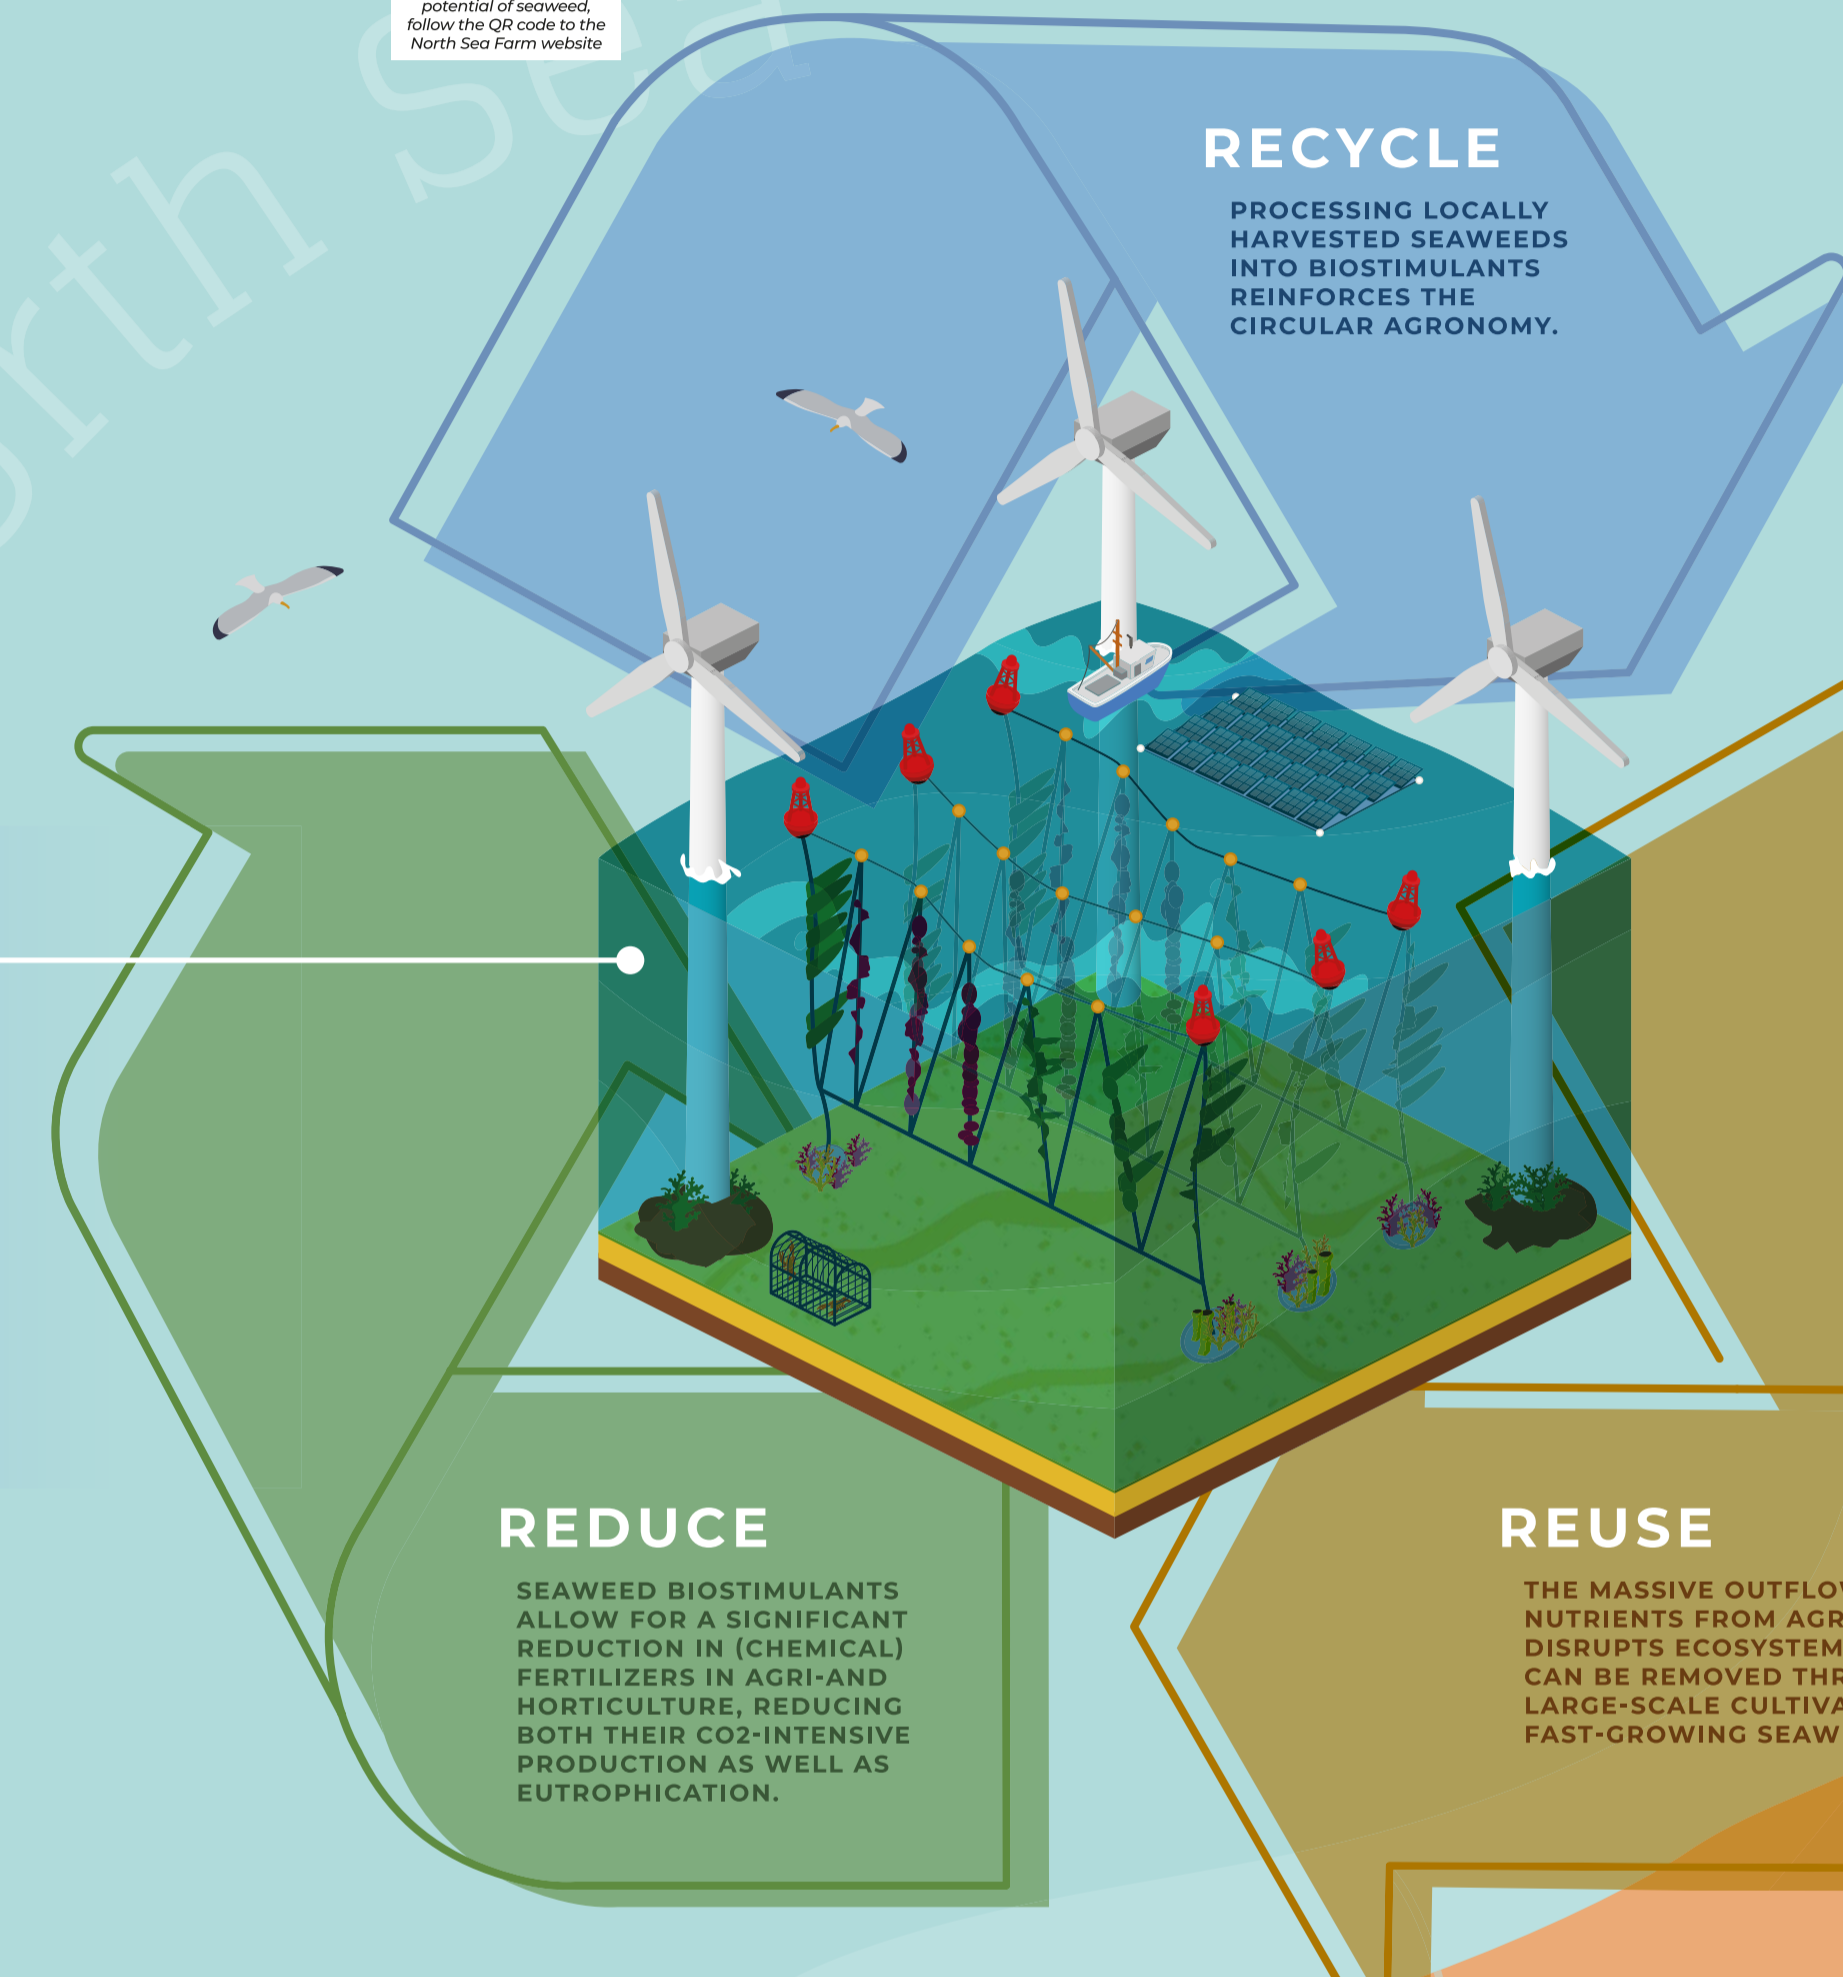 potential of seaweed,
follow the QR code to the
North Sea Farm website
orth Sea
RECYCLE
PROCESSING LOCALLY
HARVESTED SEAWEEDS
INTO BIOSTIMULANTS
REINFORCES THE
CIRCULAR AGRONOMY.
REDUCE
SEAWEED BIOSTIMULANTS
ALLOW FOR A SIGNIFICANT
REDUCTION IN (CHEMICAL)
FERTILIZERS IN AGRI-AND
HORTICULTURE, REDUCING
BOTH THEIR CO2-INTENSIVE
PRODUCTION AS WELL AS
EUTROPHICATION.
REUSE
THE MASSIVE OUTFLO
NUTRIENTS FROM AGR
DISRUPTS ECOSYSTEM
CAN BE REMOVED THR
LARGE-SCALE CULTIVA
FAST-GROWING SEAW